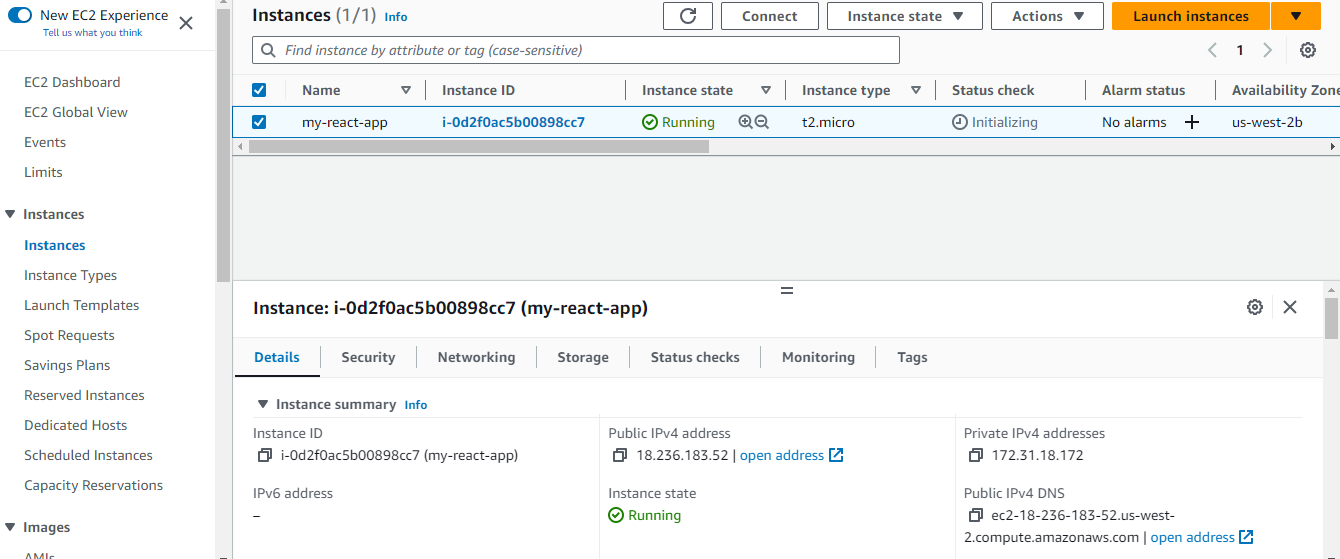 New EC2 Experience
Tell us what you think
EC2 Dashboard
EC2 Global View
Events
Limits
Instances
Instances
Instance Types
Launch Templates
Spot Requests
Savings Plans
Reserved Instances
Dedicated Hosts
Scheduled Instances
Capacity Reservations
Images
AMIs
Instances (1/1) Info
Connect
Instance state
Actions
Launch instances
Find instance by attribute or tag (case-sensitive)
1
Name Instance ID Instance state Instance type Status check Alarm status Availability Zone
my-react-app i-0d2f0ac5b00898cc7 Running t2.micro Initializing No alarms us-west-2b
Instance: i-0d2f0ac5b00898cc7 (my-react-app)
Details Security Networking Storage Status checks Monitoring Tags
Instance summary Info
Instance ID
i-0d2f0ac5b00898cc7 (my-react-app)
Public IPv4 address
18.236.183.52 | open address
Private IPv4 addresses
172.31.18.172
IPv6 address
–
Instance state
Running
Public IPv4 DNS
ec2-18-236-183-52.us-west-
2.compute.amazonaws.com | open address